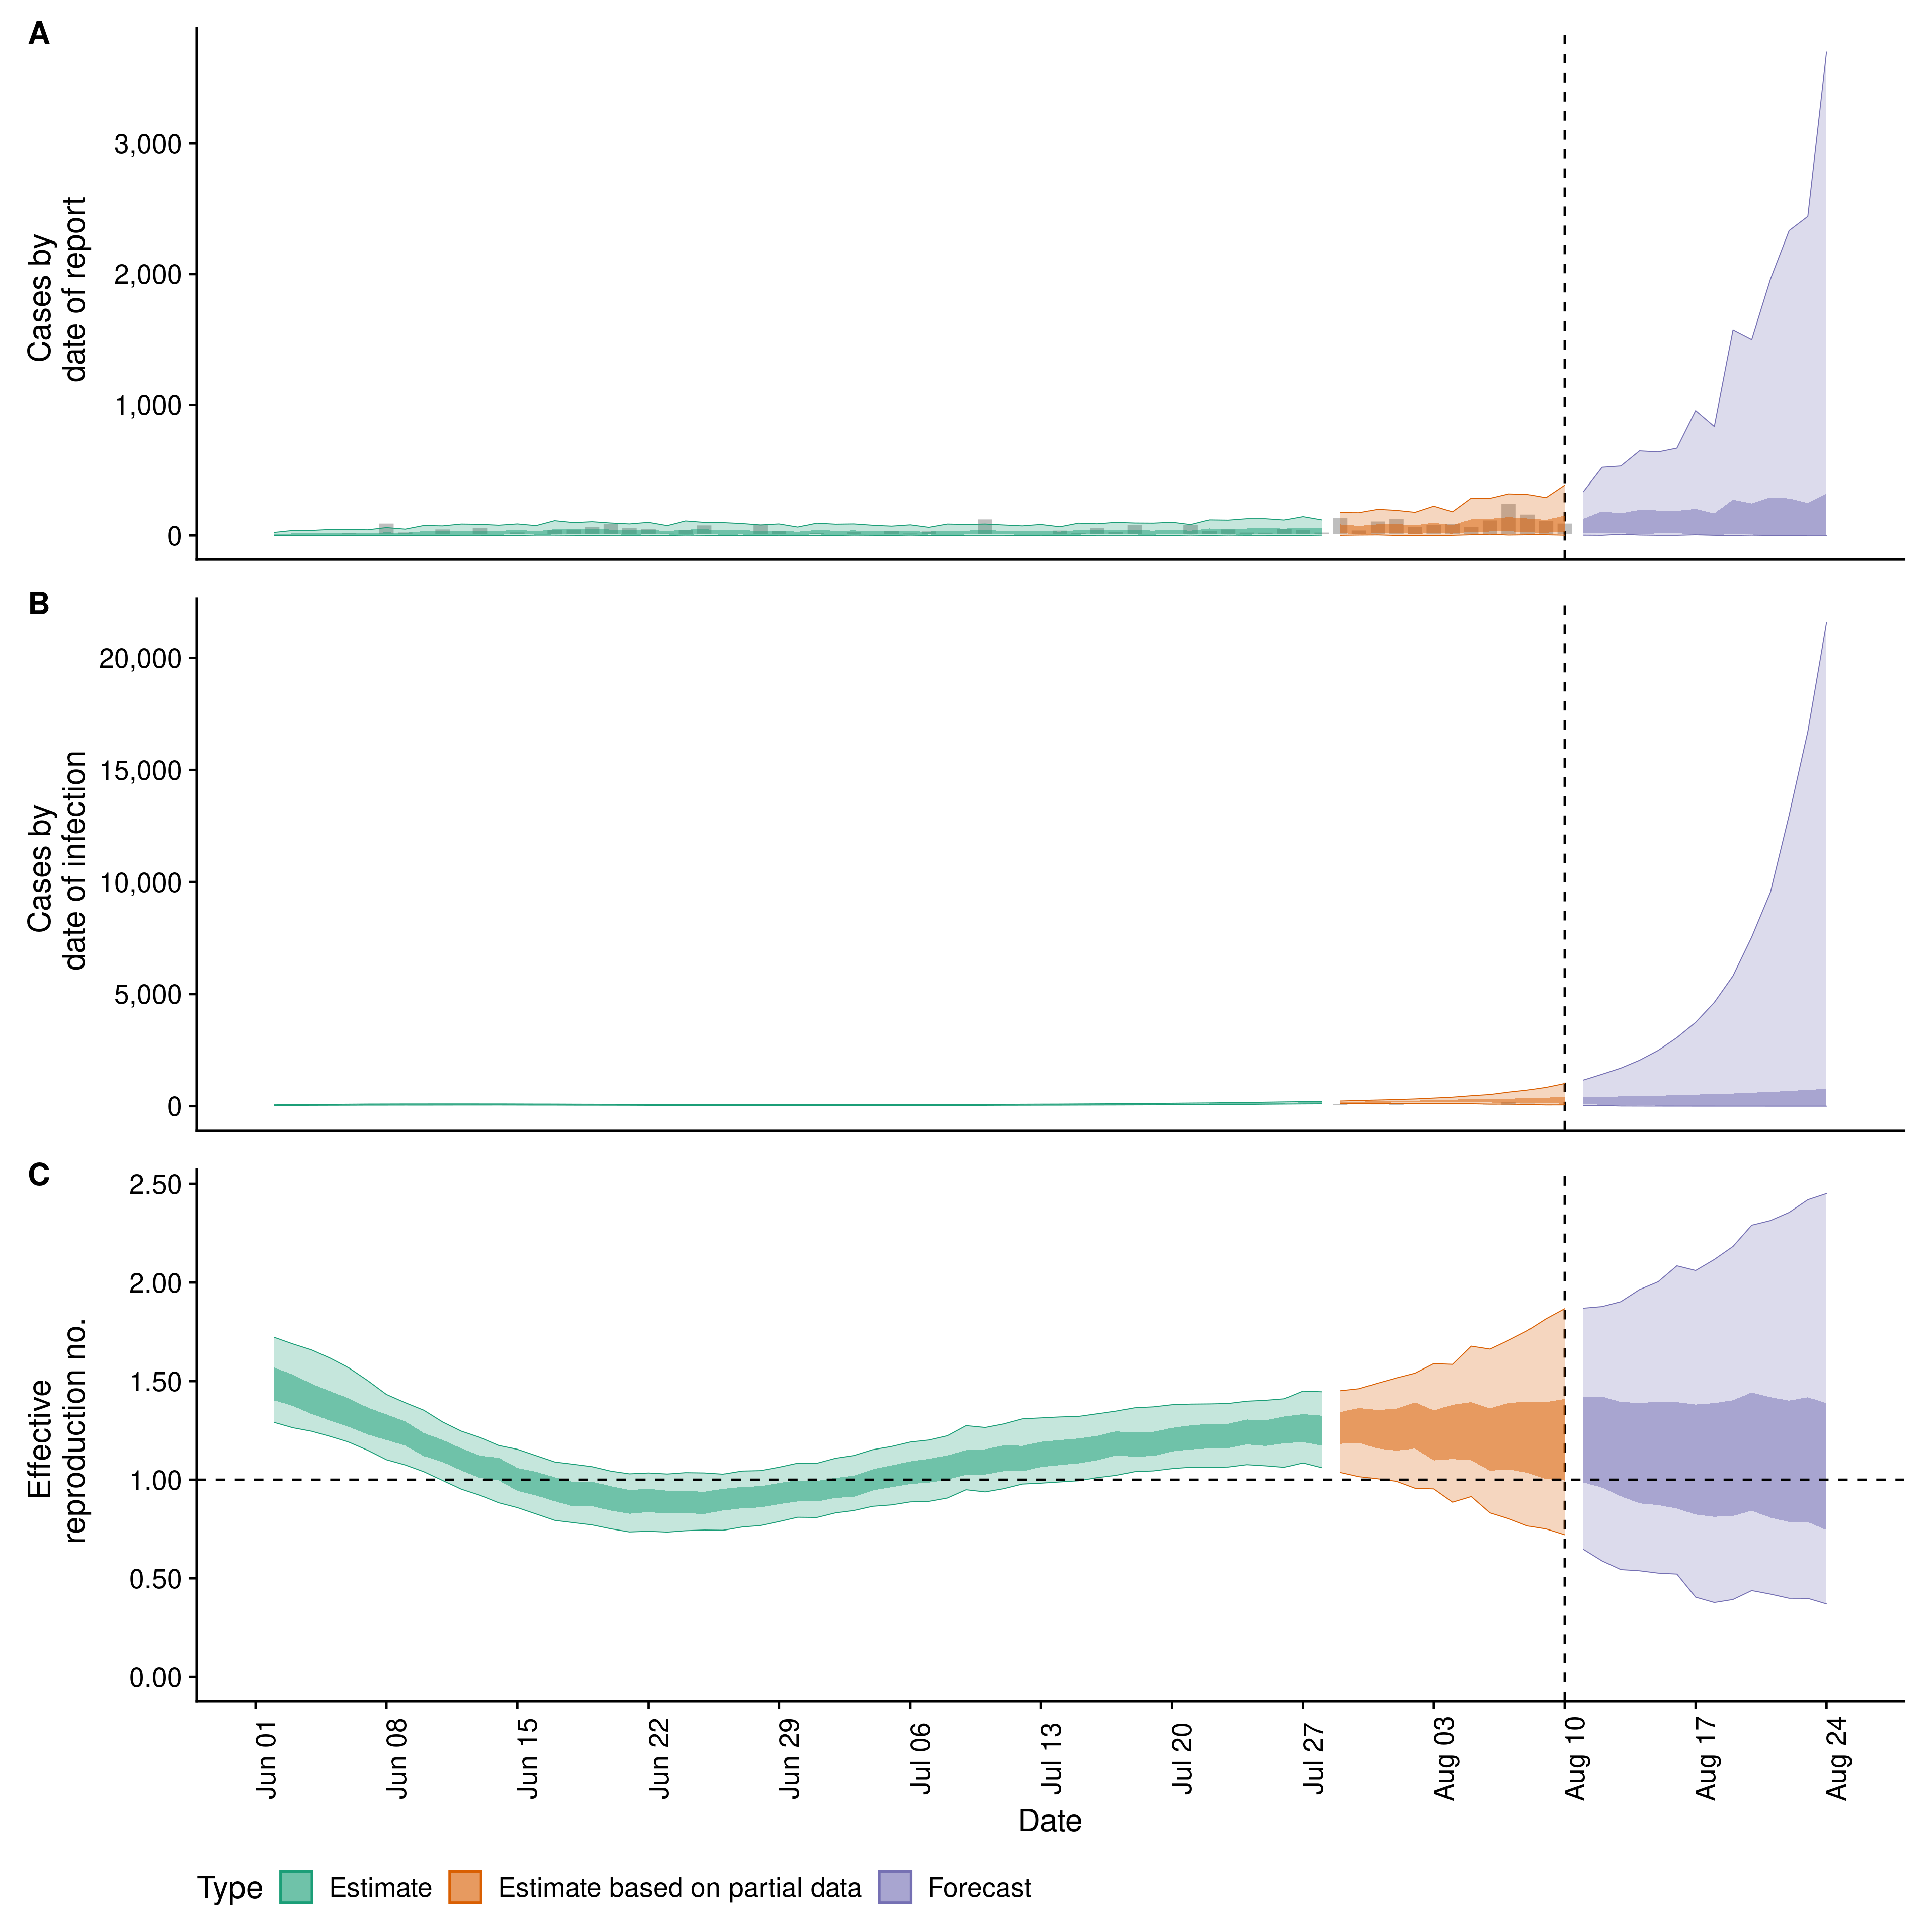 A
Cases by
date of report
3,000
2,000
1,000
0
B
Cases by
date of infection
20,000
15,000
10,000
5,000
0
C
Effective
reproduction no.
2.50
2.00
1.50
1.00
0.50
0.00
Jun 01
Jun 08
Jun 15
Jun 22
Jun 29
Jul 06
Jul 13
Jul 20
Jul 27
Aug 03
Aug 10
Aug 17
Aug 24
Date
Type Estimate Estimate based on partial data Forecast